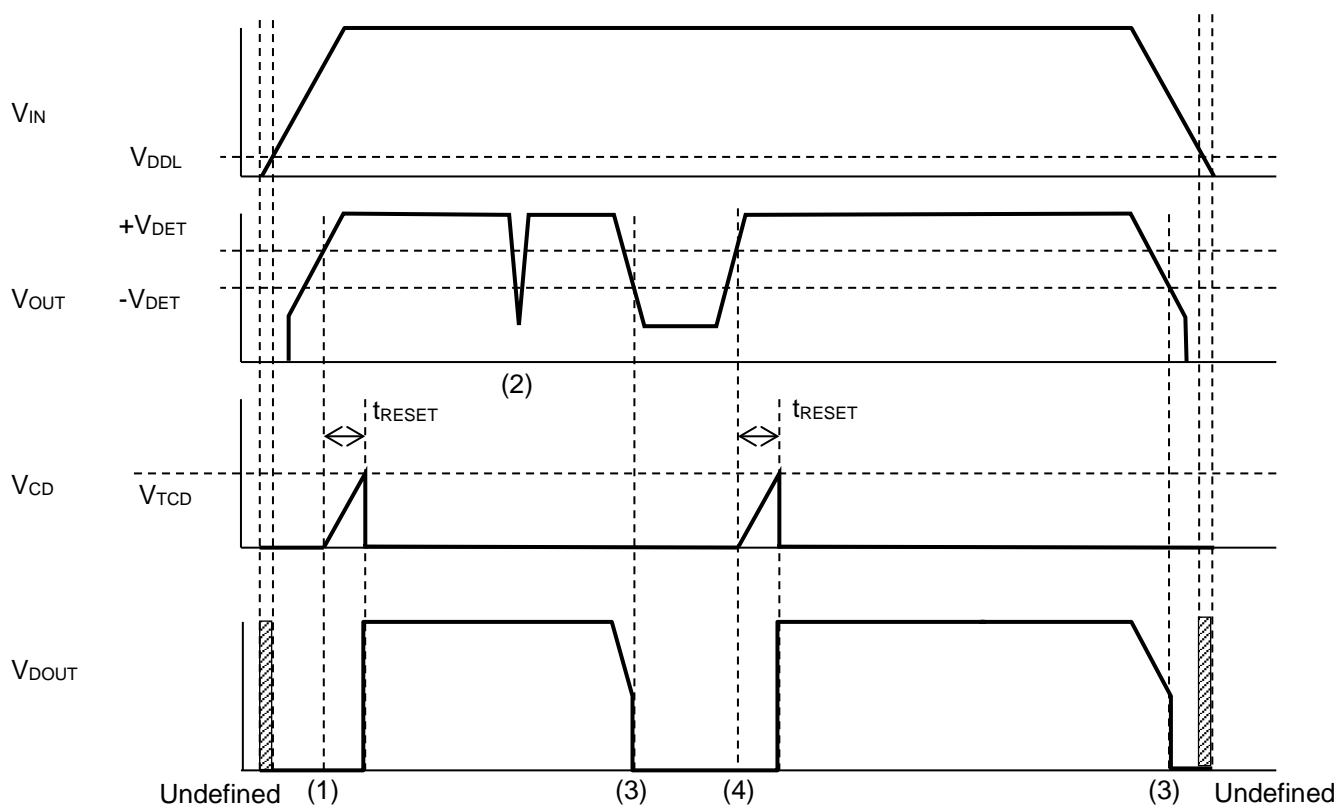 VIN
VDDL
+VDET
VOUT
-VDET
(2)
tRESET
tRESET
VCD
VTCD
VDOUT
Undefined (1) (3) (4) (3) Undefined